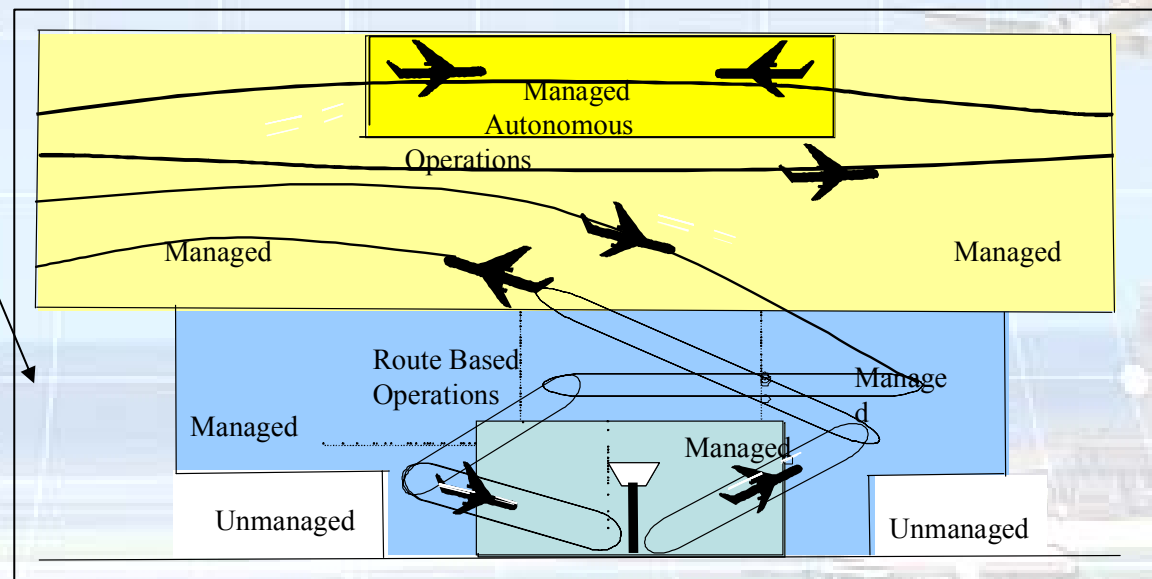 Managed
Autonomous
Operations
Managed
Managed
Route Based
Operations
Manage
d
Managed
Managed
Unmanaged
Unmanaged